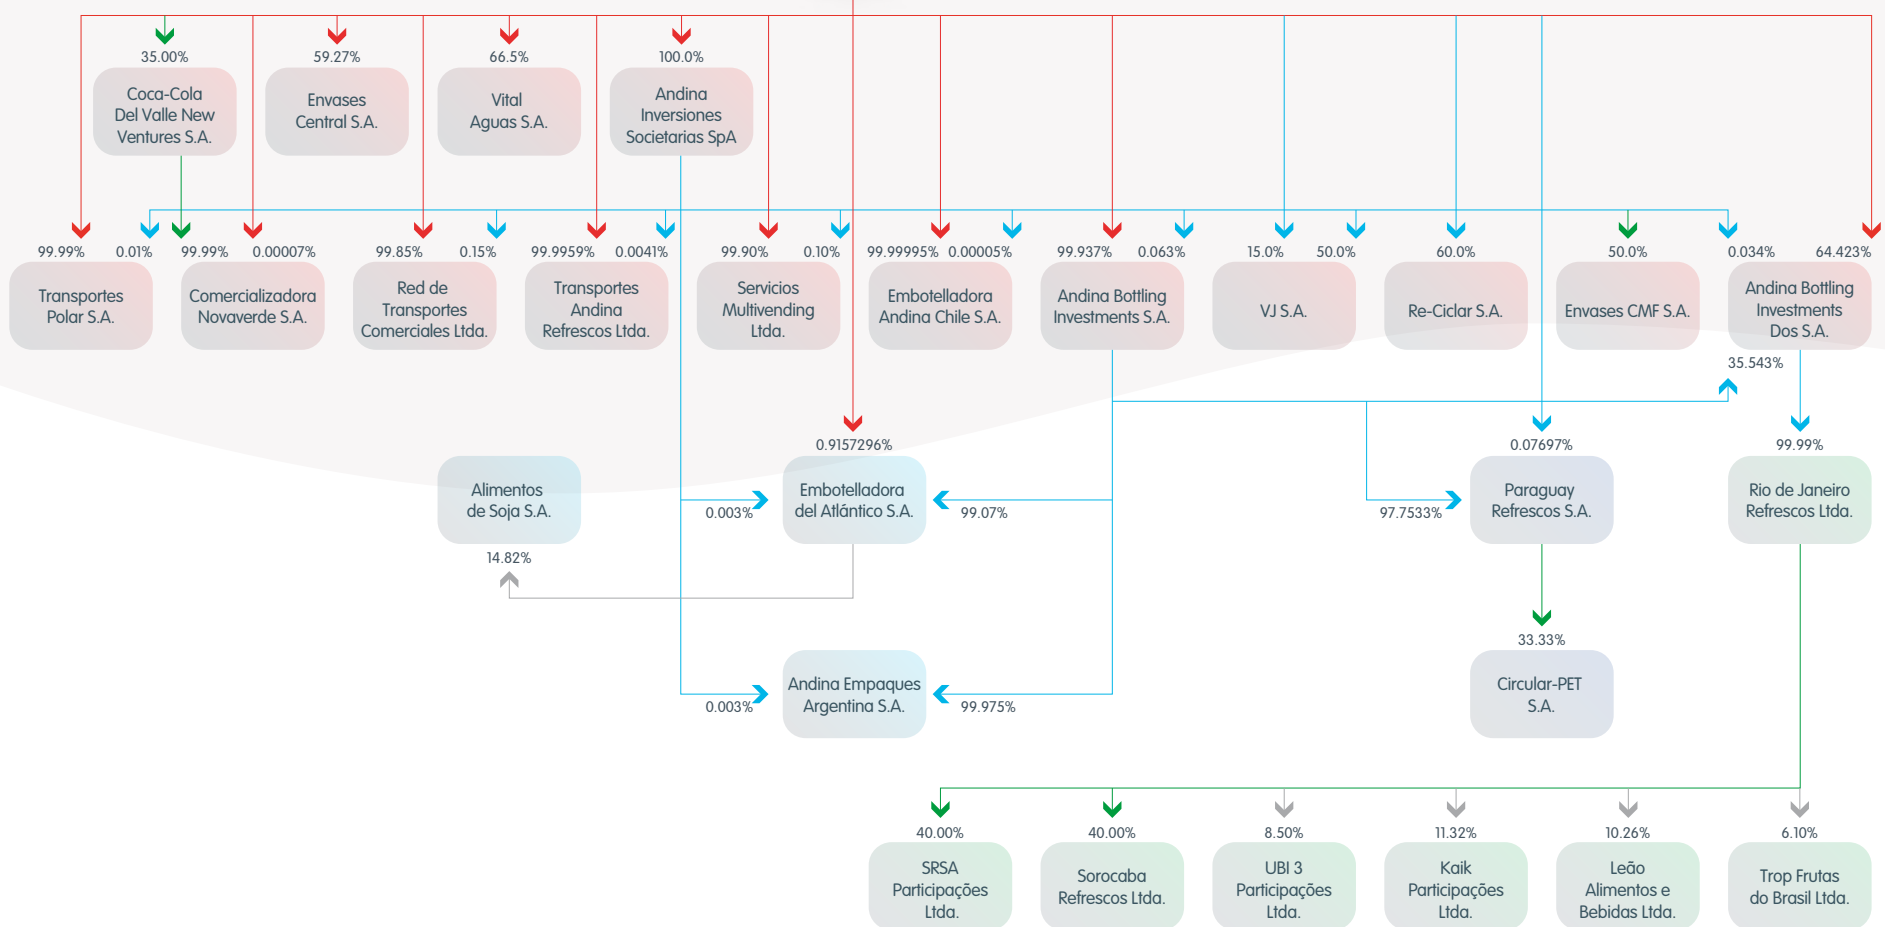 35.00%
59.27%
66.5%
100.0%
Coca-Cola
Del Valle New
Ventures S.A.
Envases
Central S.A.
Vital
Aguas S.A.
Andina
Inversiones
Societarias SpA
99.99%
0.01%
99.99%
0.00007%
99.85%
0.15%
99.9959%
0.0041%
99.90%
0.10%
99.99995%
0.00005%
99.937%
0.063%
15.0%
50.0%
60.0%
50.0%
0.034%
64.423%
Transportes
Polar S.A.
Comercializadora
Novaverde S.A.
Red de
Transportes
Comerciales Ltda.
Transportes
Andina
Refrescos Ltda.
Servicios
Multivending
Ltda.
Embotelladora
Andina Chile S.A.
Andina Bottling
Investments S.A.
VJ S.A.
Re-Ciclar S.A.
Envases CMF S.A.
Andina Bottling
Investments
Dos S.A.
35.543%
0.9157296%
0.07697%
99.99%
Alimentos
de Soja S.A.
14.82%
0.003%
Embotelladora
del Atlántico S.A.
99.07%
97.7533%
Paraguay
Refrescos S.A.
Rio de Janeiro
Refrescos Ltda.
33.33%
0.003%
Andina Empaques
Argentina S.A.
99.975%
Circular-PET
S.A.
40.00%
40.00%
8.50%
11.32%
10.26%
6.10%
SRSA
Participações
Ltda.
Sorocaba
Refrescos Ltda.
UBI 3
Participações
Ltda.
Kaik
Participações
Ltda.
Leão
Alimentos e
Bebidas Ltda.
Trop Frutas
do Brasil Ltda.